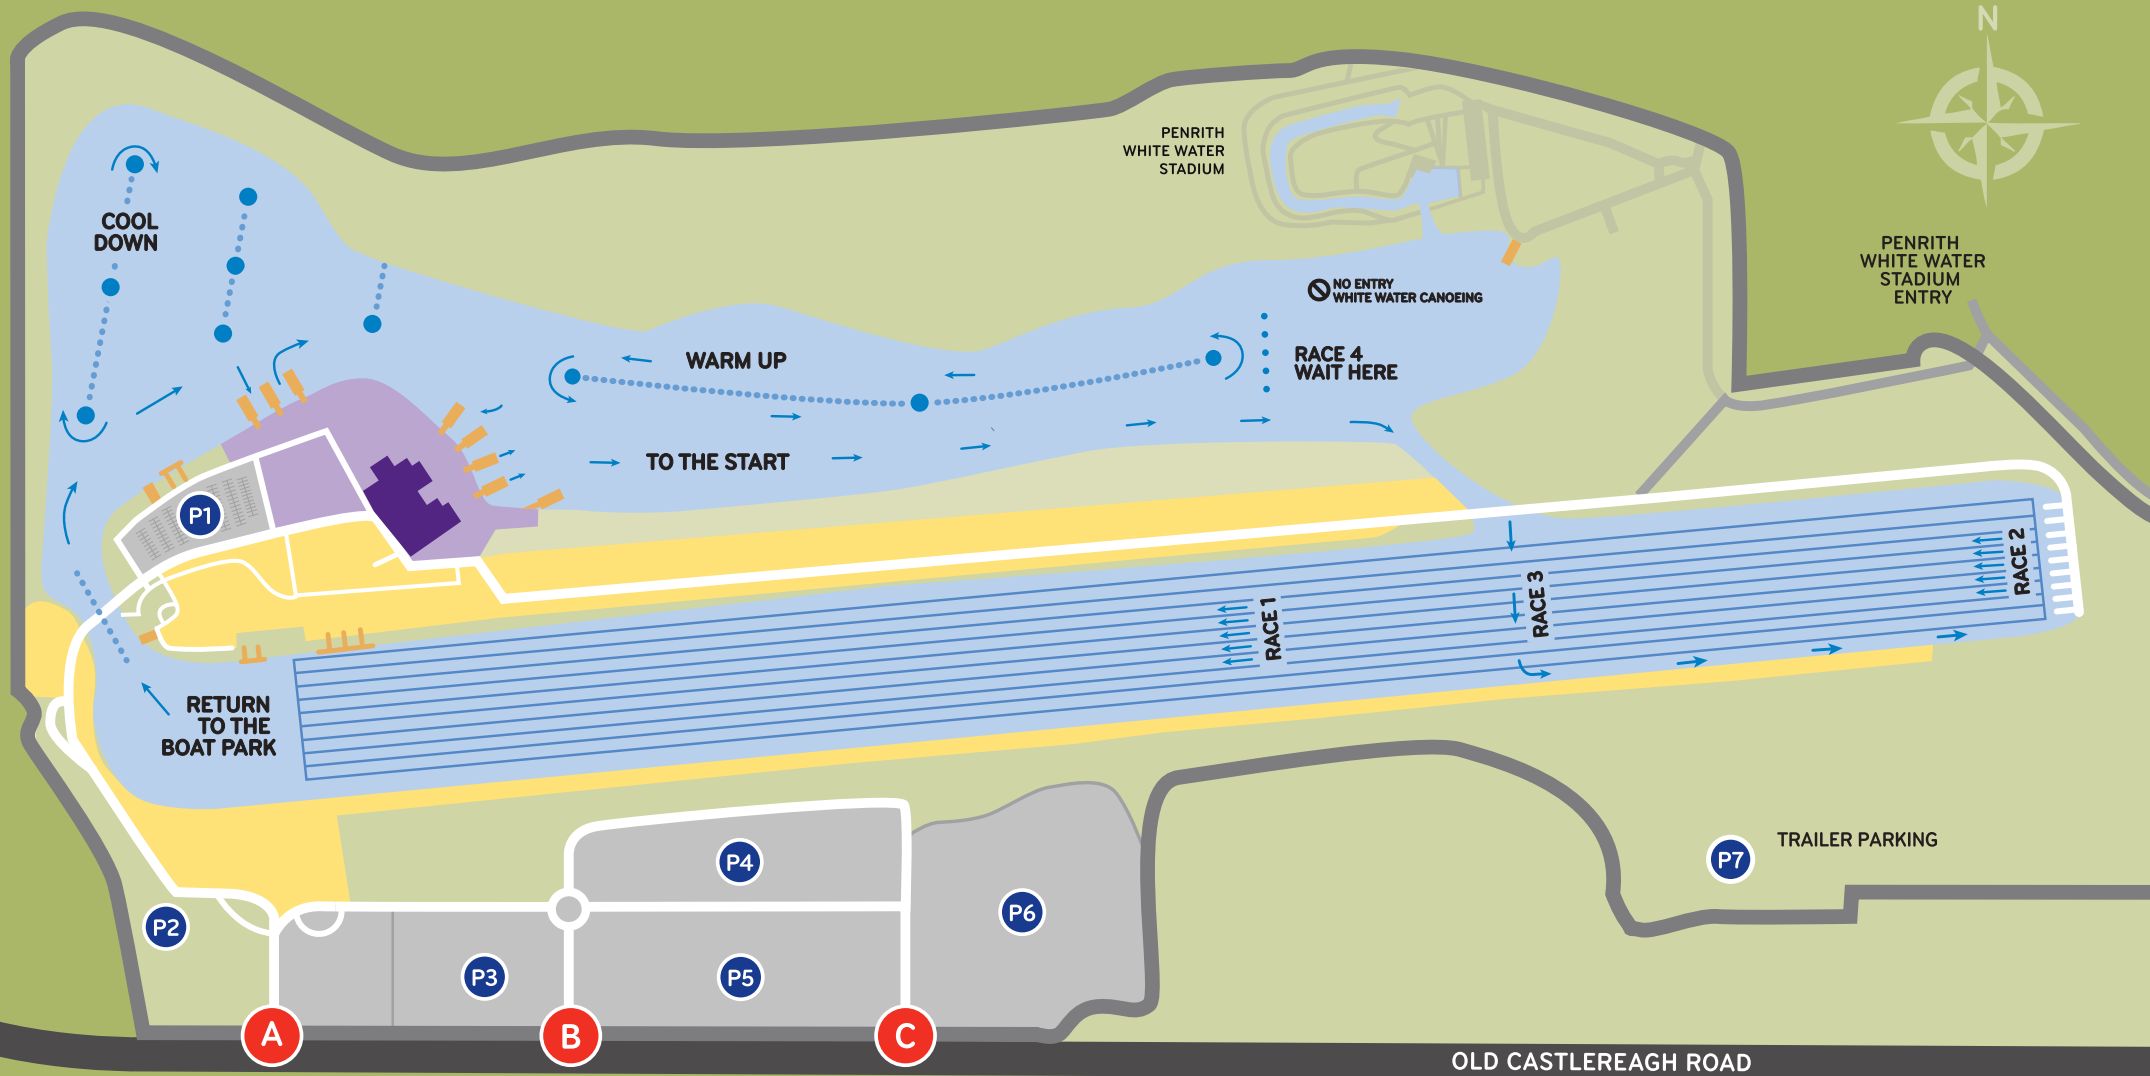 N
PENRITH
WHITE WATER
STADIUM
COOL
DOWN
PENRITH
WHITE WATER
STADIUM
ENTRY
NO ENTRY
WHITE WATER CANOEING
WARM UP
RACE 4
WAIT HERE
TO THE START
P1
RACE 1
RACE 3
RACE 2
RETURN
TO THE
BOAT PARK
P4
P7
TRAILER PARKING
P2
P6
P3
P5
A
B
C
OLD CASTLEREAGH ROAD